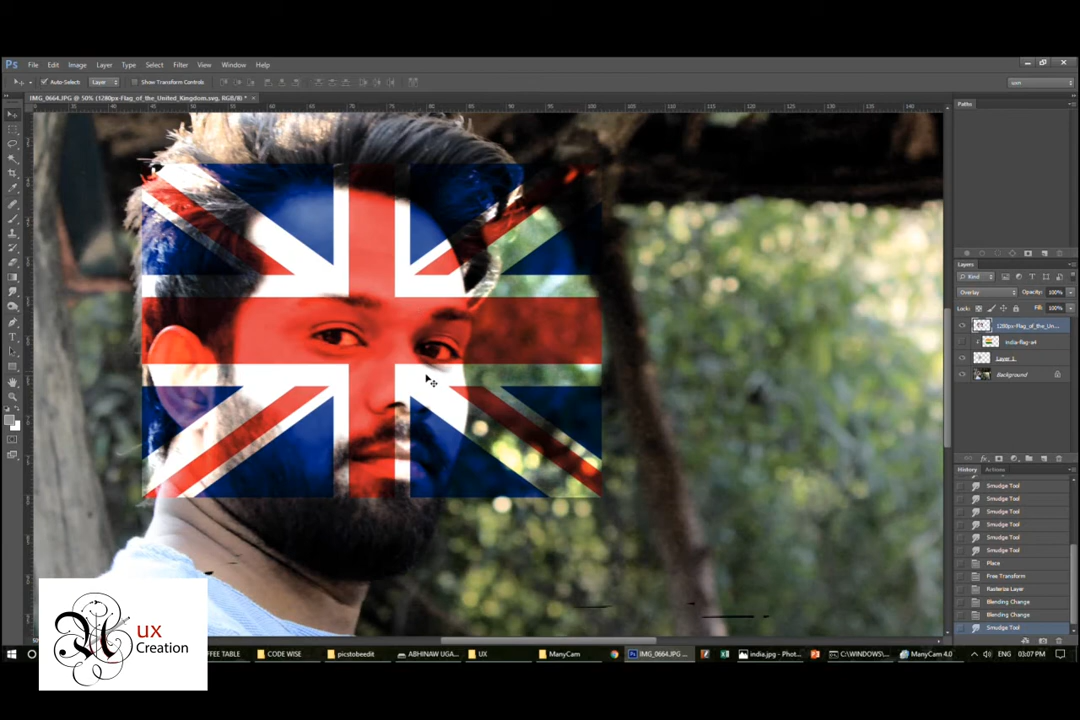 Ps File Edit Image Layer Type Select Filter View Window Help
Auto-Select: Layer Show Transform Controls
IMG_0664.JPG @ 50% (1280px-Flag_of_the_United_Kingdom.svg, RGB/8) *
Paths
Layers
Kind
Overlay Opacity: 100%
Lock: Fill: 100%
1280px-Flag_of_the_Un...
india-flag-a4
Layer 1
Background
History Actions
Smudge Tool
Smudge Tool
Smudge Tool
Smudge Tool
Smudge Tool
Smudge Tool
Place
Free Transform
Rasterize Layer
Blending Change
Blending Change
Smudge Tool
UX
Creation
FFEE TABLE CODE WISE picstobeedit ABHINAW UGA... UX ManyCam IMG_0664.JPG ... india.jpg - Phot... C:\WINDOWS\... ManyCam 4.0 ENG 03:07 PM